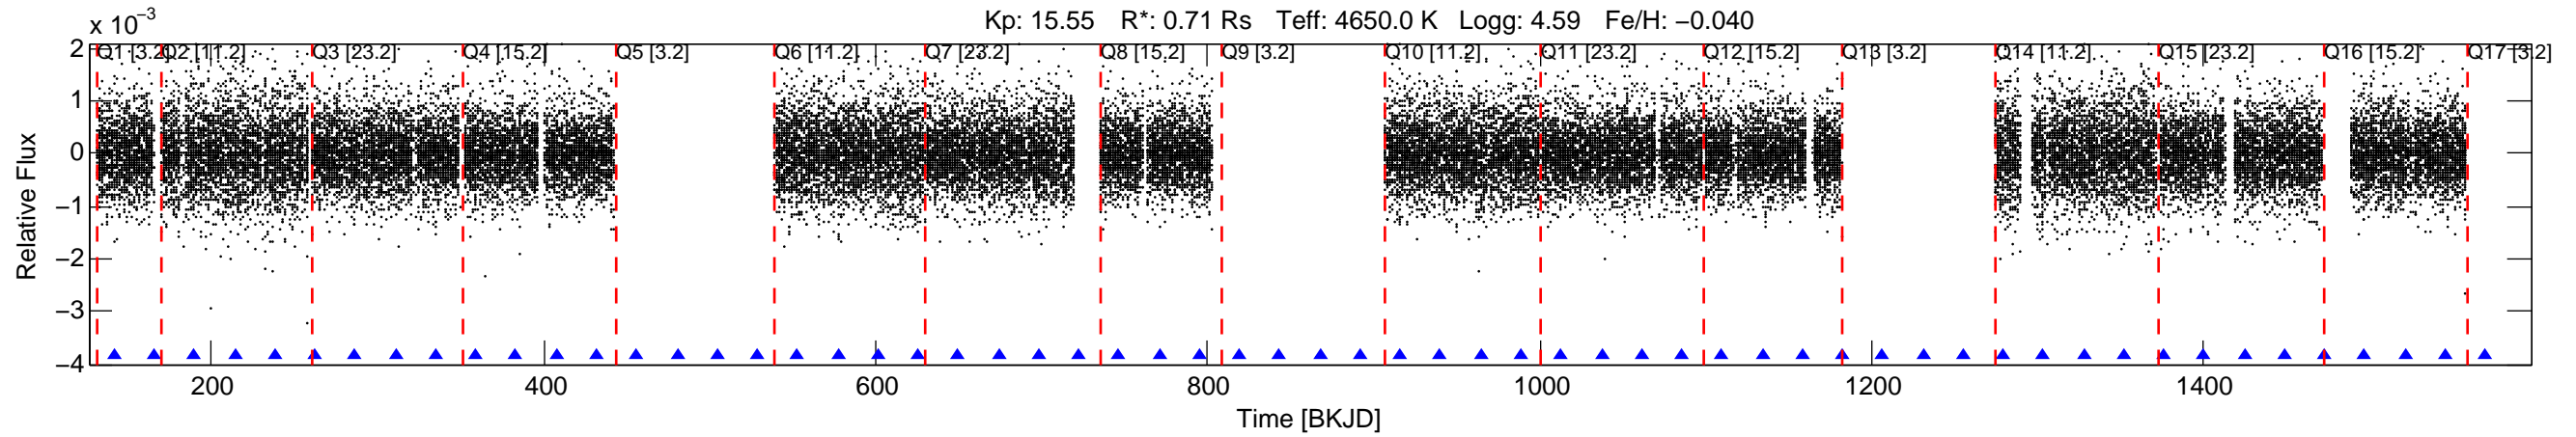 Kp: 15.55 R*: 0.71 Rs Teff: 4650.0 K Logg: 4.59 Fe/H: −0.040
x 10−3
Q1 [3.2] Q2 [11.2] Q3 [23.2] Q4 [15.2] Q5 [3.2] Q6 [11.2] Q7 [23.2] Q8 [15.2] Q9 [3.2] Q10 [11.2] Q11 [23.2] Q12 [15.2] Q13 [3.2] Q14 [11.2] Q15 [23.2] Q16 [15.2] Q17 [3.2]
2
1
0
−1
−2
−3
−4
Relative Flux
200 400 600 800 1000 1200 1400
Time [BKJD]